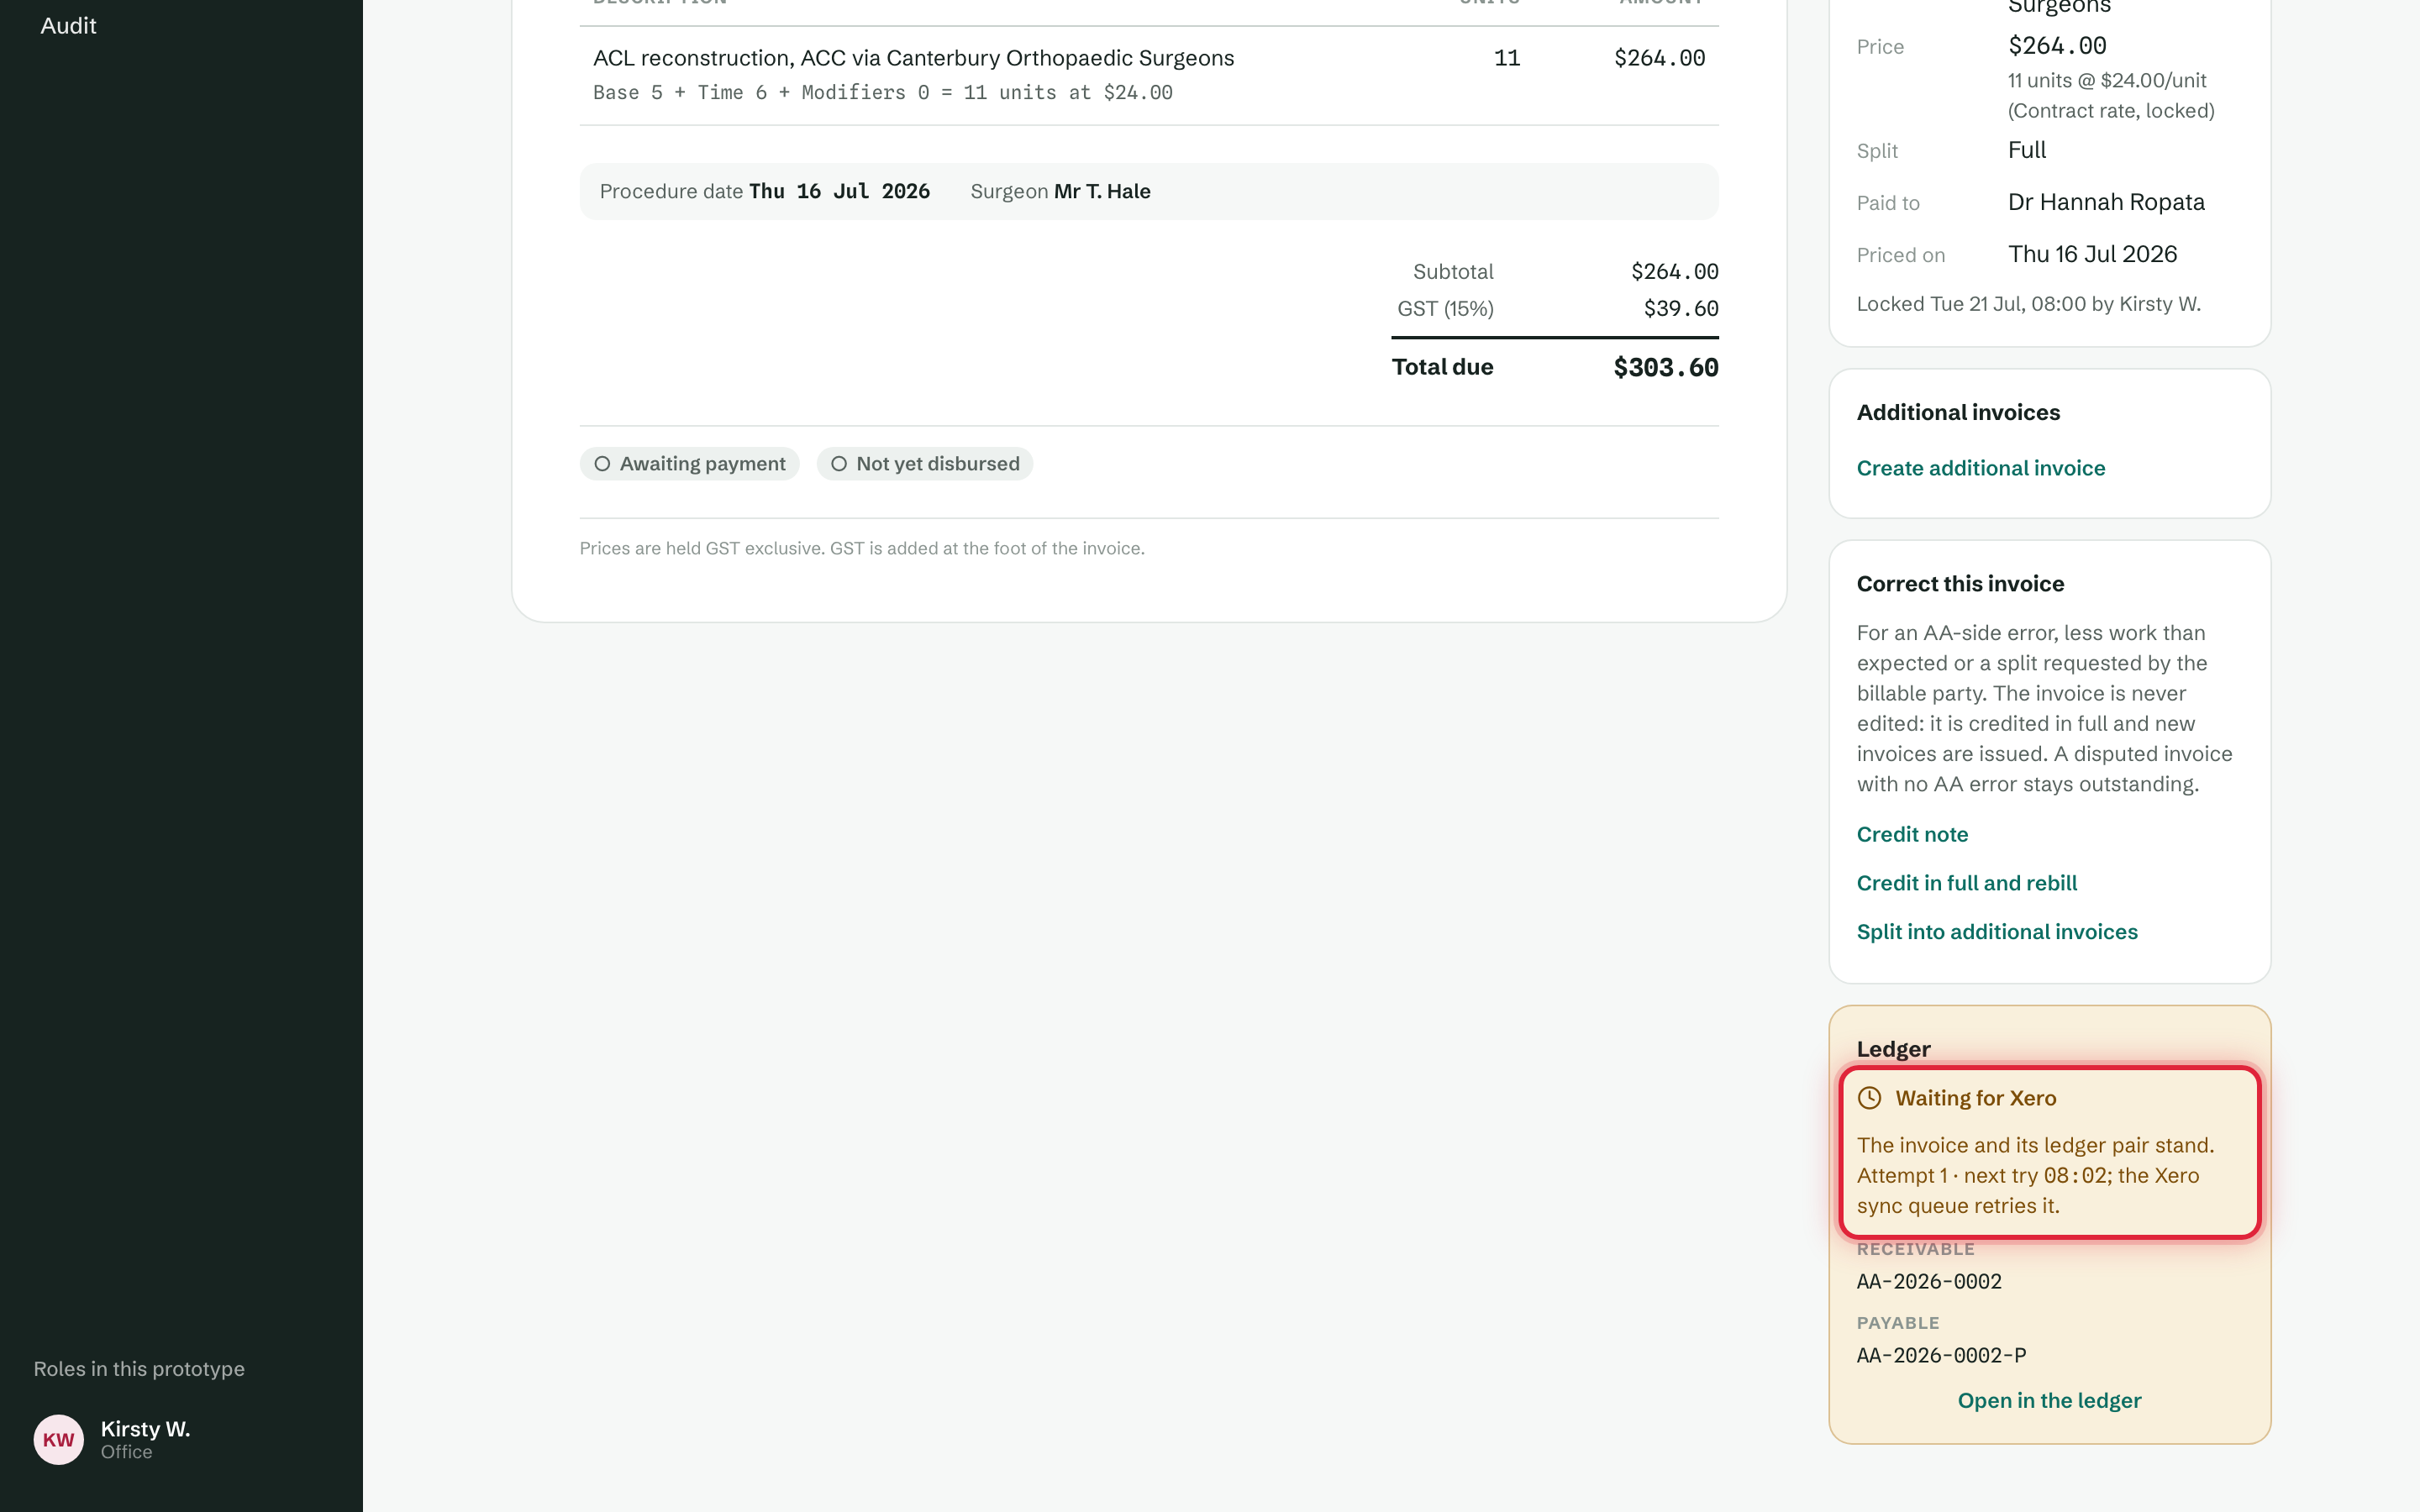 Audit
DESCRIPTION UNITS AMOUNT
ACL reconstruction, ACC via Canterbury Orthopaedic Surgeons 11 $264.00
Base 5 + Time 6 + Modifiers 0 = 11 units at $24.00
Procedure date Thu 16 Jul 2026 Surgeon Mr T. Hale
Subtotal $264.00
GST (15%) $39.60
Total due $303.60
Awaiting payment Not yet disbursed
Prices are held GST exclusive. GST is added at the foot of the invoice.
Surgeons
Price $264.00
11 units @ $24.00/unit
(Contract rate, locked)
Split Full
Paid to Dr Hannah Ropata
Priced on Thu 16 Jul 2026
Locked Tue 21 Jul, 08:00 by Kirsty W.
Additional invoices
Create additional invoice
Correct this invoice
For an AA-side error, less work than
expected or a split requested by the
billable party. The invoice is never
edited: it is credited in full and new
invoices are issued. A disputed invoice
with no AA error stays outstanding.
Credit note
Credit in full and rebill
Split into additional invoices
Ledger
Waiting for Xero
The invoice and its ledger pair stand.
Attempt 1 · next try 08:02; the Xero
sync queue retries it.
RECEIVABLE
AA-2026-0002
PAYABLE
AA-2026-0002-P
Open in the ledger
Roles in this prototype
KW Kirsty W.
Office